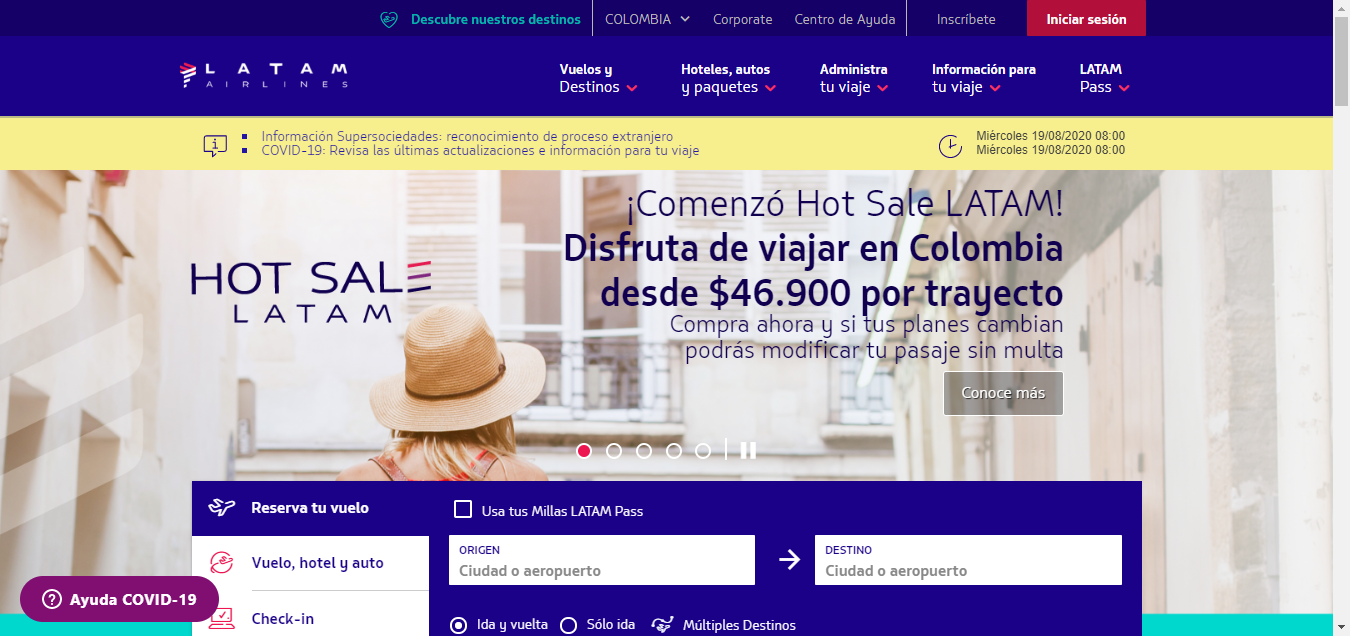 Descubre nuestros destinos
COLOMBIA
Corporate
Centro de Ayuda
Inscríbete
Iniciar sesión
LATAM
AIRLINES
Vuelos y
Destinos
Hoteles, autos
y paquetes
Administra
tu viaje
Información para
tu viaje
LATAM
Pass
Información Supersociedades: reconocimiento de proceso extranjero
COVID-19: Revisa las últimas actualizaciones e información para tu viaje
Miércoles 19/08/2020 08:00
Miércoles 19/08/2020 08:00
HOT SALE
LATAM
¡Comenzó Hot Sale LATAM!
Disfruta de viajar en Colombia
desde $46.900 por trayecto
Compra ahora y si tus planes cambian
podrás modificar tu pasaje sin multa
Conoce más
Reserva tu vuelo
Vuelo, hotel y auto
Check-in
Ayuda COVID-19
Usa tus Millas LATAM Pass
ORIGEN
Ciudad o aeropuerto
DESTINO
Ciudad o aeropuerto
Ida y vuelta
Sólo ida
Múltiples Destinos